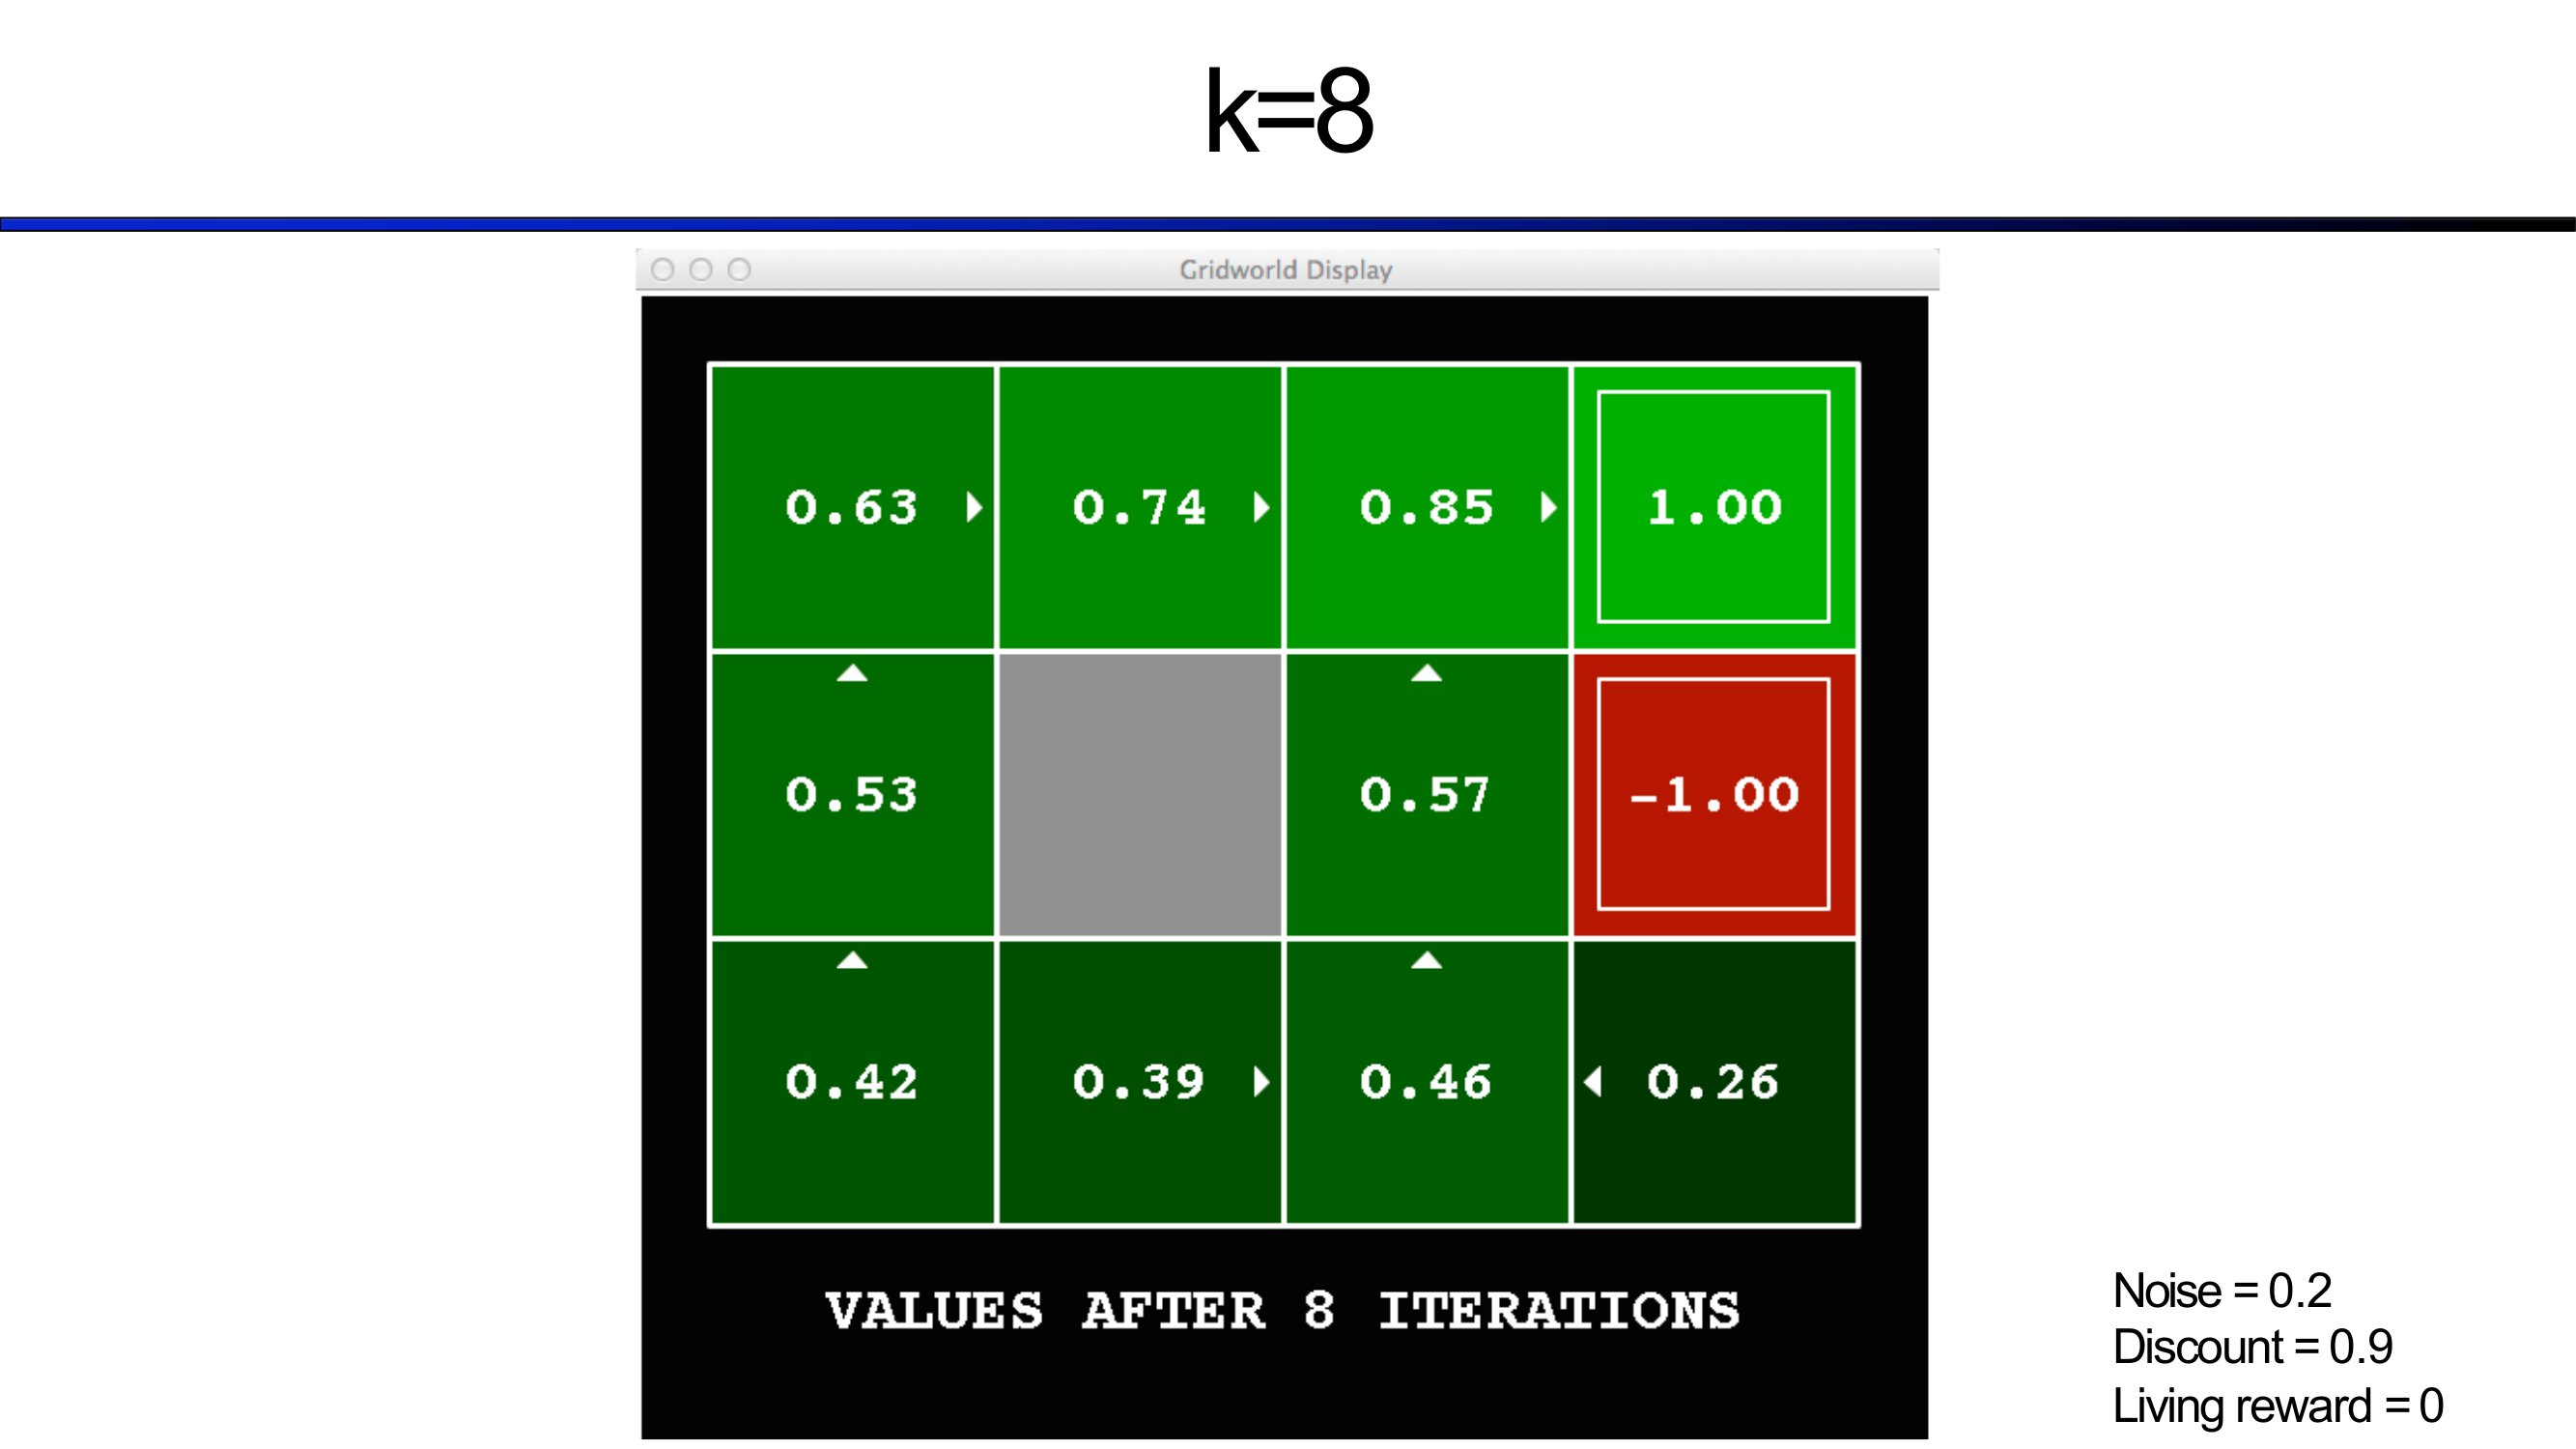 k=8
Gridworld Display
0.63 0.74 0.85 1.00
0.53 0.57 -1.00
0.42 0.39 0.46 0.26
VALUES AFTER 8 ITERATIONS
Noise = 0.2
Discount = 0.9
Living reward = 0